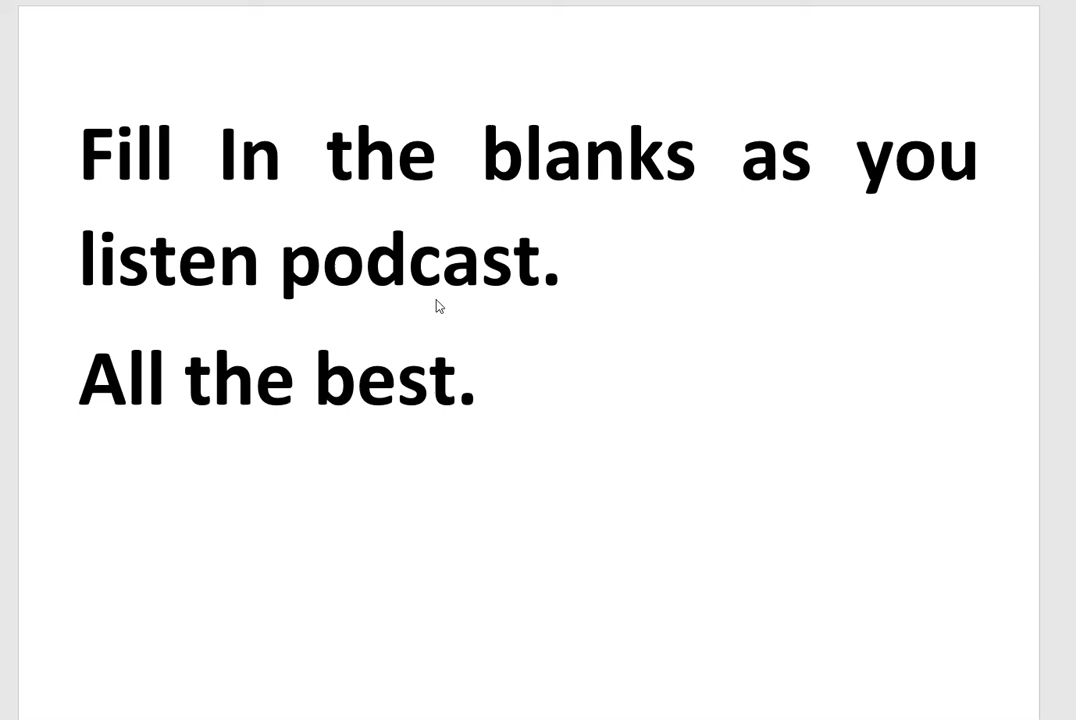 Fill In the blanks as you
listen podcast.
All the best.